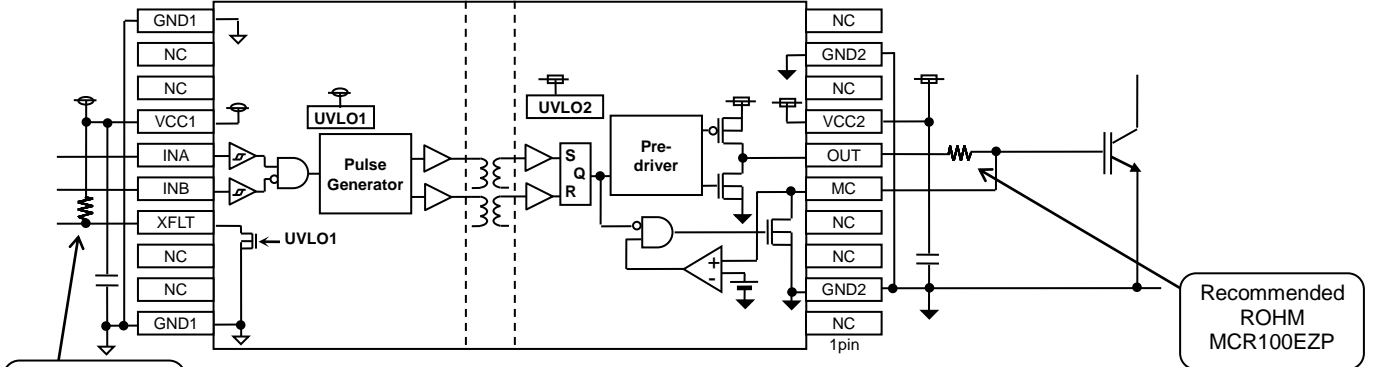 GND1
NC
NC
VCC1
INA
INB
XFLT
NC
NC
GND1
UVLO1
Pulse
Generator
UVLO1
UVLO2
S
Q
R
Pre-
driver
+
-
NC
GND2
NC
VCC2
OUT
MC
NC
NC
GND2
NC
1pin
Recommended
ROHM
MCR100EZP